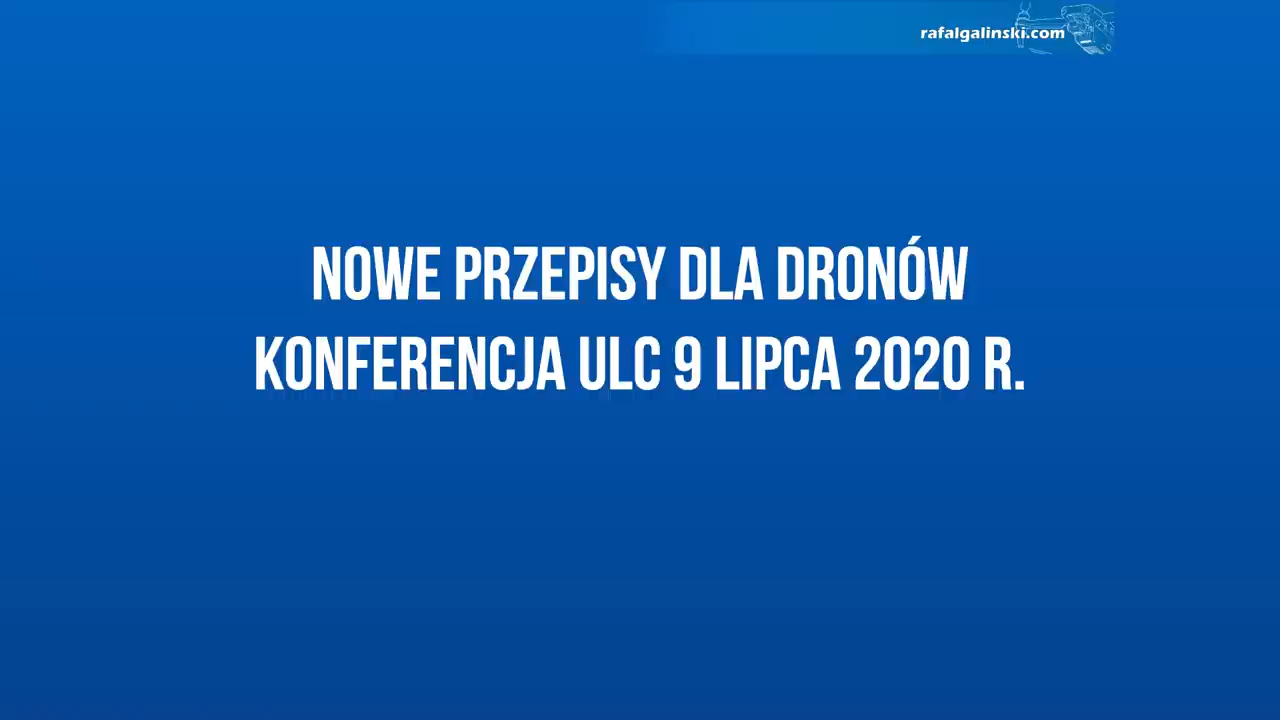 rafalgalinski.com
NOWE PRZEPISY DLA DRONÓW
KONFERENCJA ULC 9 LIPCA 2020 R.